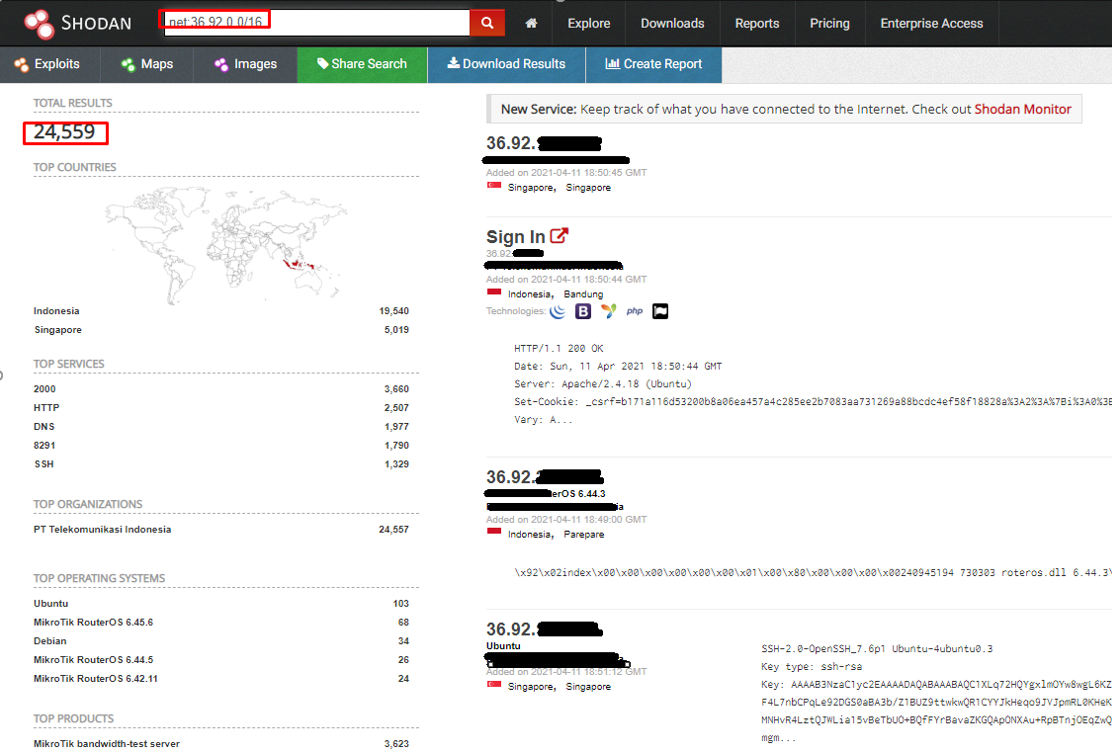 SHODAN
net:36.92.0.0/16
Explore
Downloads
Reports
Pricing
Enterprise Access
Exploits
Maps
Images
Share Search
Download Results
Create Report
TOTAL RESULTS
24,559
TOP COUNTRIES
Indonesia 19,540
Singapore 5,019
TOP SERVICES
2000 3,660
HTTP 2,507
DNS 1,977
8291 1,790
SSH 1,329
TOP ORGANIZATIONS
PT Telekomunikasi Indonesia 24,557
TOP OPERATING SYSTEMS
Ubuntu 103
MikroTik RouterOS 6.45.6 68
Debian 34
MikroTik RouterOS 6.44.5 26
MikroTik RouterOS 6.42.11 24
TOP PRODUCTS
MikroTik bandwidth-test server 3,623
New Service: Keep track of what you have connected to the Internet. Check out Shodan Monitor
36.92.
Added on 2021-04-11 18:50:45 GMT
Singapore, Singapore
Sign In
36.92.
Added on 2021-04-11 18:50:44 GMT
Indonesia, Bandung
Technologies: B php
HTTP/1.1 200 OK
Date: Sun, 11 Apr 2021 18:50:44 GMT
Server: Apache/2.4.18 (Ubuntu)
Set-Cookie: _csrf=b171a116d53200b8a06ea457a4c285ee2b7083aa731269a88bcdc4ef58f18828a%3A2%3A%7Bi%3A0%3B
Vary: A...
36.92.
erOS 6.44.3
Added on 2021-04-11 18:49:00 GMT
Indonesia, Parepare
\x92\x02index\x00\x00\x00\x00\x00\x00\x01\x00\x80\x00\x00\x00\x00240945194 730303 roteros.dll 6.44.3\
36.92.
Ubuntu
Added on 2021-04-11 18:51:12 GMT
Singapore, Singapore
SSH-2.0-OpenSSH_7.6p1 Ubuntu-4ubuntu0.3
Key type: ssh-rsa
Key: AAAAB3NzaC1yc2EAAAADAQABAAABAQC1XLq72HQYgxlmOYw8wgL6KZ
F4L7nbCPqLe92DGS0aBA3b/Z1BUZ9ttwkwQR1CYYJkHeqo9JVJpmRL0KHeK
MNHvR4LztQJWLia15vBeTbUO+BQfFYrBavaZKGQApONXAu+RpBTnjOEqZwQ
mgm...